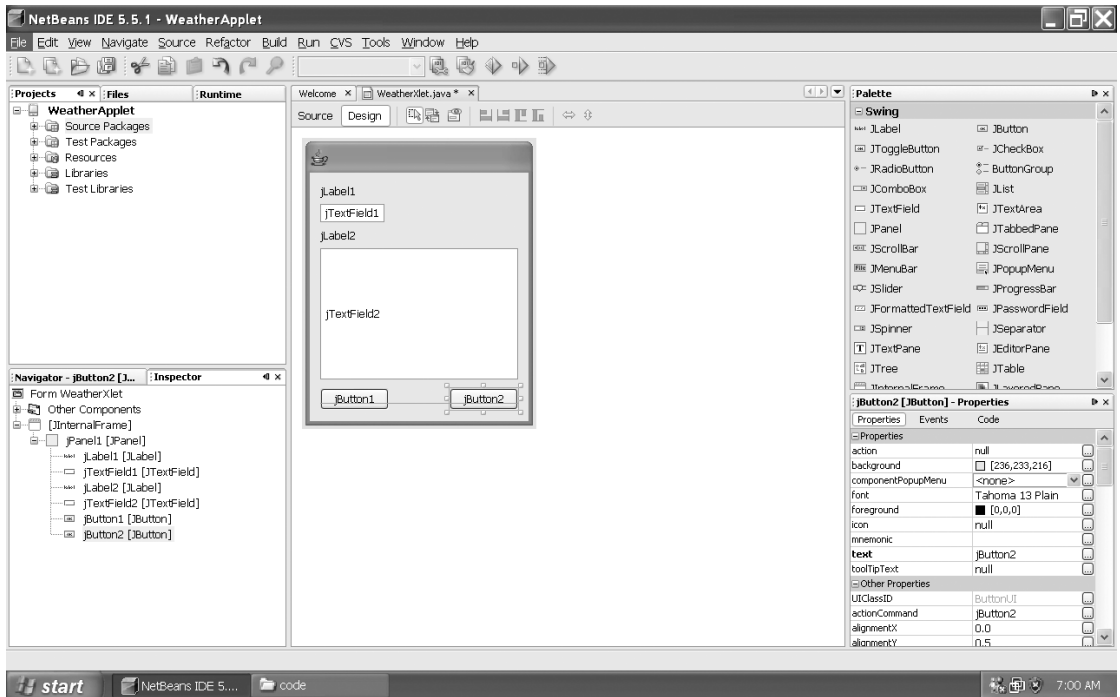 NetBeans IDE 5.5.1 - WeatherApplet
File Edit View Navigate Source Refactor Build Run CVS Tools Window Help
Projects Files Runtime
WeatherApplet
Source Packages
Test Packages
Resources
Libraries
Test Libraries
Navigator - jButton2 [J... Inspector
Form WeatherXlet
Other Components
[JInternalFrame]
jPanel1 [JPanel]
jLabel1 [JLabel]
jTextField1 [JTextField]
jLabel2 [JLabel]
jTextField2 [JTextField]
jButton1 [JButton]
jButton2 [JButton]
Welcome WeatherXlet.java *
Source Design
jLabel1
jTextField1
jLabel2
jTextField2
jButton1 jButton2
Palette
Swing
JLabel JButton
JToggleButton JCheckBox
JRadioButton ButtonGroup
JComboBox JList
JTextField JTextArea
JPanel JTabbedPane
JScrollBar JScrollPane
JMenuBar JPopupMenu
JSlider JProgressBar
JFormattedTextField JPasswordField
JSpinner JSeparator
JTextPane JEditorPane
JTree JTable
JInternalFrame JLayeredPane
jButton2 [JButton] - Properties
Properties Events Code
Properties
action null
background [236,233,216]
componentPopupMenu <none>
font Tahoma 13 Plain
foreground [0,0,0]
icon null
mnemonic
text jButton2
toolTipText null
Other Properties
UIClassID ButtonUI
actionCommand jButton2
alignmentX 0.0
alignmentY 0.5
start NetBeans IDE 5.... code 7:00 AM